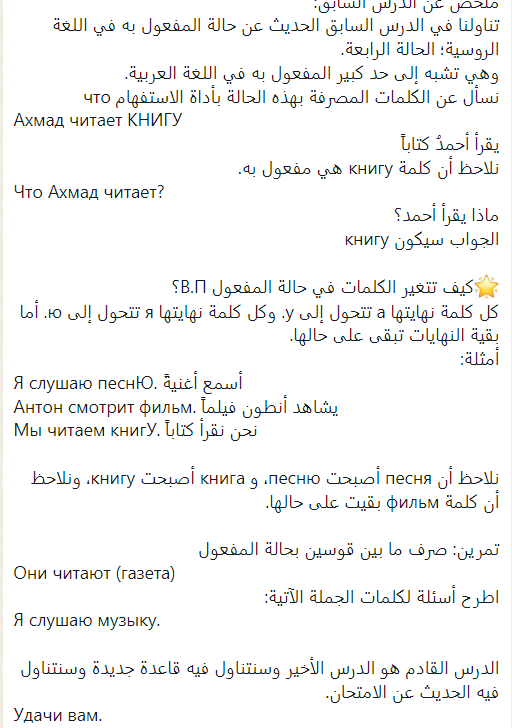 ملخص عن الدرس السابق:
تناولنا في الدرس السابق الحديث عن حالة المفعول به في اللغة
الروسية؛ الحالة الرابعة.
وهي تشبه إلى حد كبير المفعول به في اللغة العربية.
نسأل عن الكلمات المصرفة بهذه الحالة بأداة الاستفهام что
Ахмад читает КНИГУ
يقرأ أحمدُ كتاباً
نلاحظ أن كلمة книгу هي مفعول به.
Что Ахмад читает?
ماذا يقرأ أحمد؟
الجواب سيكون книгу
🌟كيف تتغير الكلمات في حالة المفعول В.П؟
كل كلمة نهايتها а تتحول إلى у. وكل كلمة نهايتها я تتحول إلى ю. أما
بقية النهايات تبقى على حالها.
أمثلة:
Я слушаю песнЮ. أسمع أغنيةً
Антон смотрит фильм. يشاهد أنطون فيلماً
Мы читаем книгУ. نحن نقرأ كتاباً
نلاحظ أن песня أصبحت песню، و книга أصبحت книгу، ونلاحظ
أن كلمة фильм بقيت على حالها.
تمرين: صرف ما بين قوسين بحالة المفعول
Они читают (газета)
اطرح أسئلة لكلمات الجملة الآتية:
Я слушаю музыку.
الدرس القادم هو الدرس الأخير وسنتناول فيه قاعدة جديدة وسنتناول
فيه الحديث عن الامتحان.
Удачи вам.